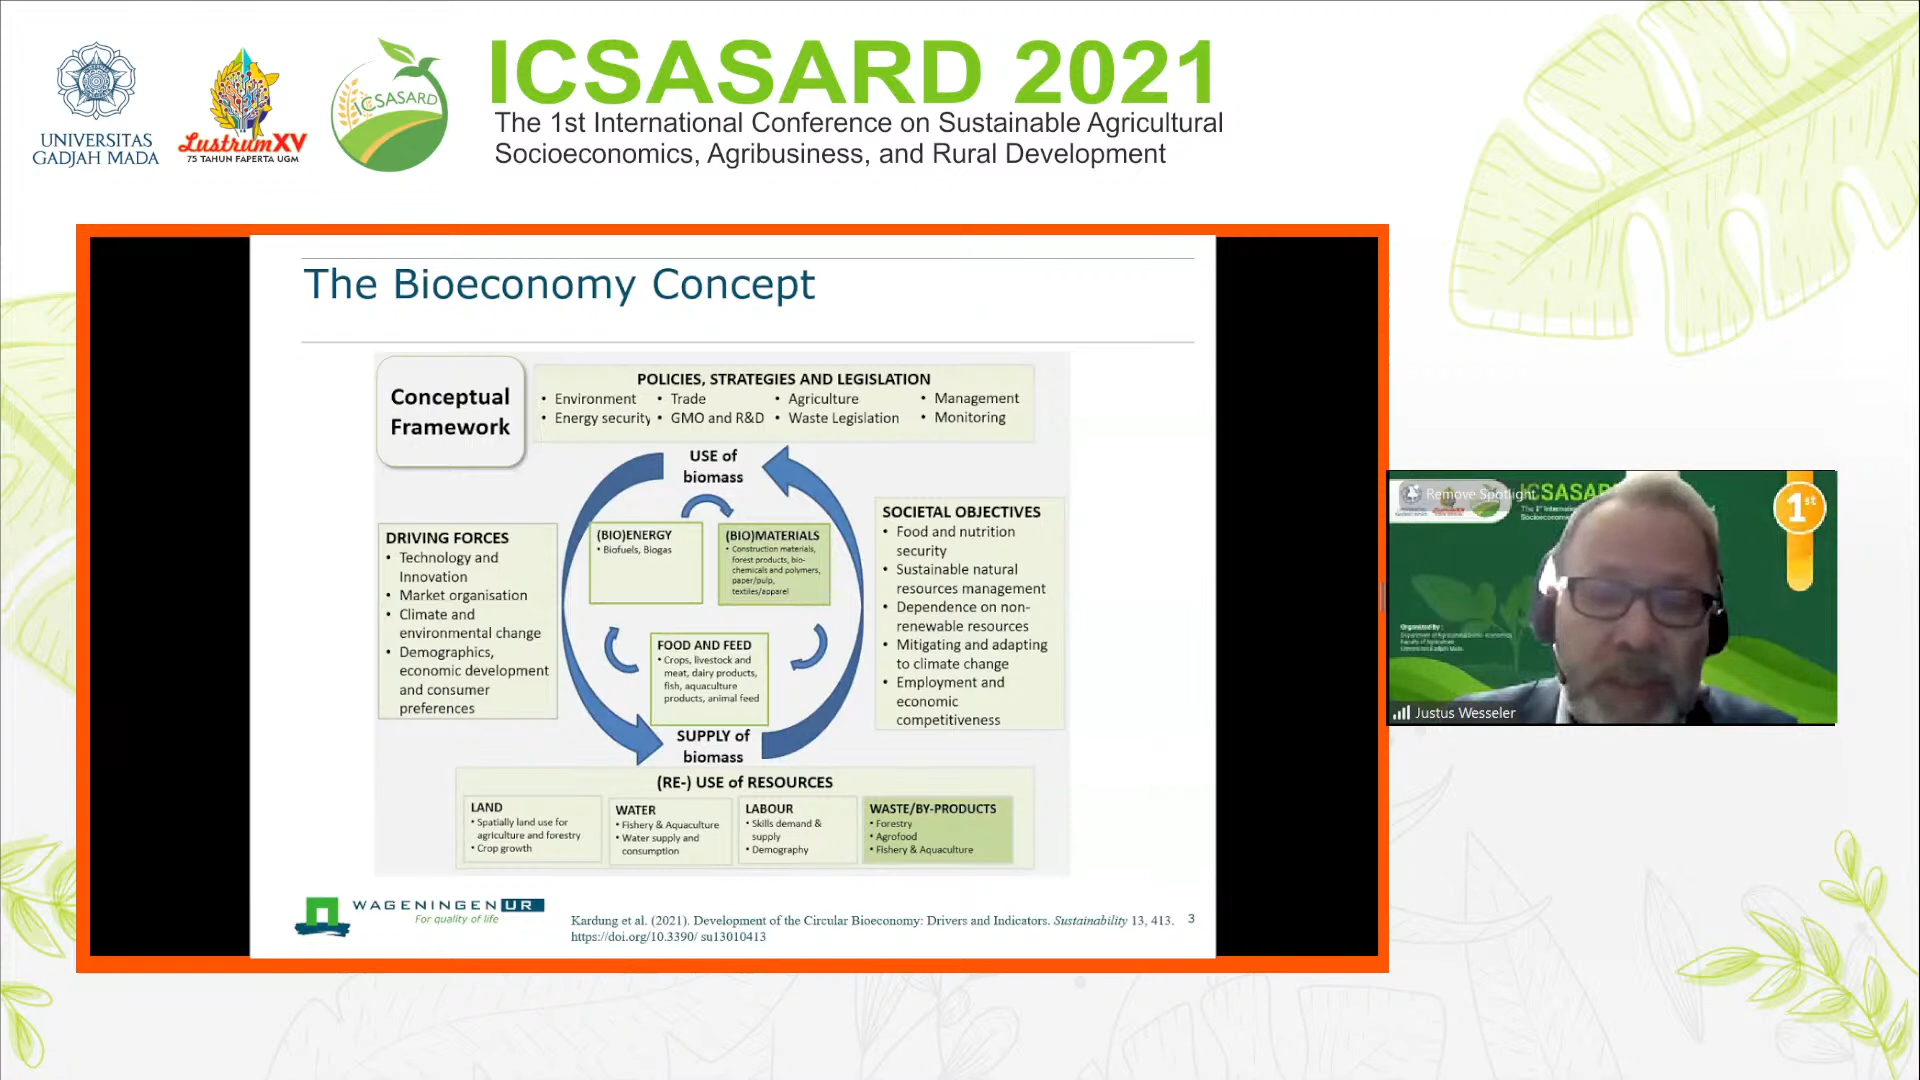 UNIVERSITAS
GADJAH MADA
LustrumXV
75 TAHUN FAPERTA UGM
ICSASARD
ICSASARD 2021
The 1st International Conference on Sustainable Agricultural
Socioeconomics, Agribusiness, and Rural Development
The Bioeconomy Concept
Conceptual
Framework
POLICIES, STRATEGIES AND LEGISLATION
• Environment • Trade • Agriculture • Management
• Energy security • GMO and R&D • Waste Legislation • Monitoring
USE of
biomass
DRIVING FORCES
• Technology and
Innovation
• Market organisation
• Climate and
environmental change
• Demographics,
economic development
and consumer
preferences
(BIO)ENERGY
• Biofuels, Biogas
(BIO)MATERIALS
• Construction materials,
forest products, bio-
chemicals and polymers,
paper/pulp,
textiles/apparel
FOOD AND FEED
• Crops, livestock and
meat, dairy products,
fish, aquaculture
products, animal feed
SOCIETAL OBJECTIVES
• Food and nutrition
security
• Sustainable natural
resources management
• Dependence on non-
renewable resources
• Mitigating and adapting
to climate change
• Employment and
economic
competitiveness
SUPPLY of
biomass
(RE-) USE of RESOURCES
LAND
• Spatially land use for
agriculture and forestry
• Crop growth
WATER
• Fishery & Aquaculture
• Water supply and
consumption
LABOUR
• Skills demand &
supply
• Demography
WASTE/BY-PRODUCTS
• Forestry
• Agrofood
• Fishery & Aquaculture
WAGENINGEN UR
For quality of life
Kardung et al. (2021). Development of the Circular Bioeconomy: Drivers and Indicators. Sustainability 13, 413.
https://doi.org/10.3390/ su13010413
3
Remove Spotlight
1st
Organized by :
Justus Wesseler